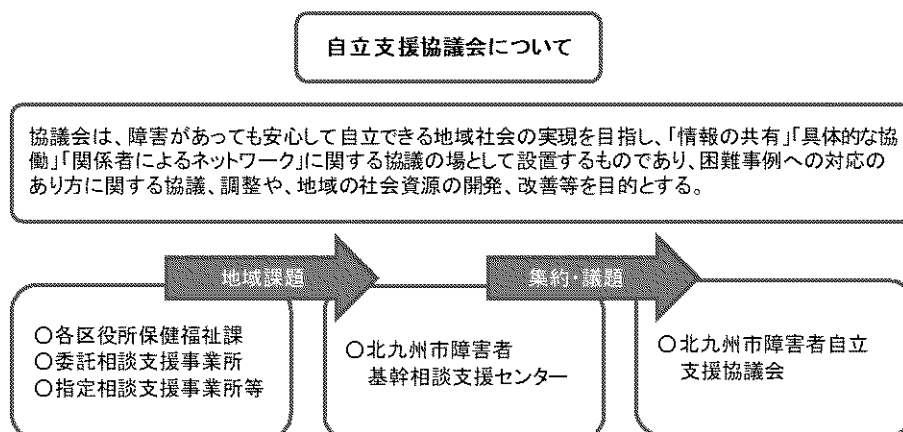 自立支援協議会について
協議会は、障害があっても安心して自立できる地域社会の実現を目指し、「情報の共有」「具体的な協
働」「関係者によるネットワーク」に関する協議の場として設置するものであり、困難事例への対応の
あり方に関する協議、調整や、地域の社会資源の開発、改善等を目的とする。
地域課題
集約・議題
○各区役所保健福祉課
○委託相談支援事業所
○指定相談支援事業所等
○北九州市障害者
基幹相談支援センター
○北九州市障害者自立
支援協議会